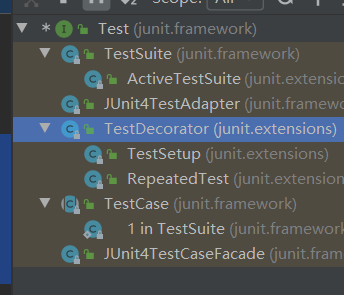 Scope: All
* Test (junit.framework)
TestSuite (junit.framework)
ActiveTestSuite (junit.extensio
JUnit4TestAdapter (junit.framewo
TestDecorator (junit.extensions)
TestSetup (junit.extensions)
RepeatedTest (junit.extension
TestCase (junit.framework)
1 in TestSuite (junit.framework)
JUnit4TestCaseFacade (junit.fram